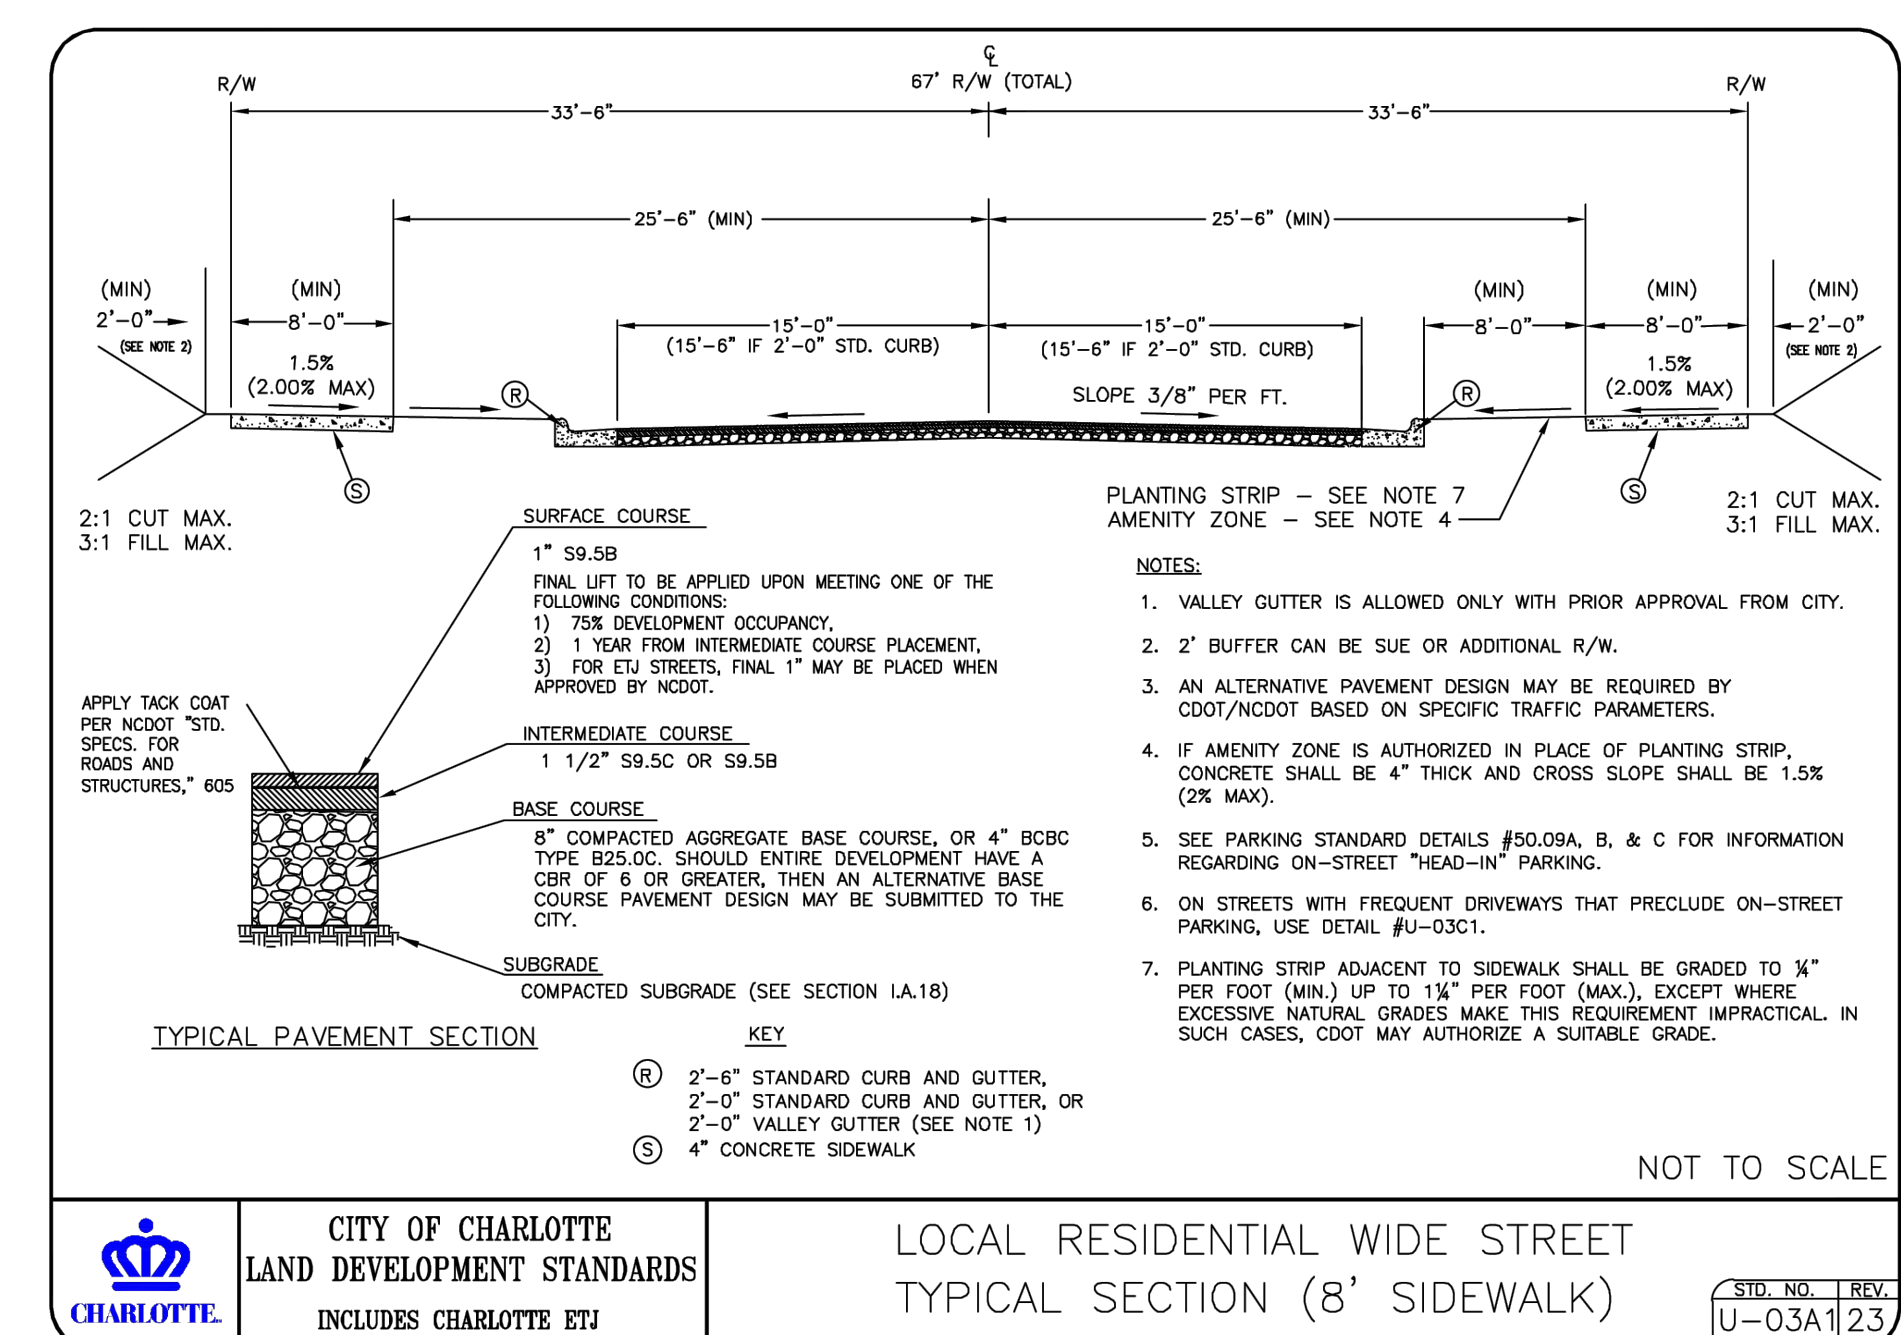 ℄
67' R/W (TOTAL)
R/W
R/W
33'-6"
33'-6"
25'-6" (MIN)
25'-6" (MIN)
(MIN)
2'-0"
(SEE NOTE 2)
(MIN)
8'-0"
1.5%
(2.00% MAX)
15'-0"
(15'-6" IF 2'-0" STD. CURB)
15'-0"
(15'-6" IF 2'-0" STD. CURB)
SLOPE 3/8" PER FT.
(MIN)
8'-0"
(MIN)
8'-0"
1.5%
(2.00% MAX)
(MIN)
2'-0"
(SEE NOTE 2)
R
R
S
S
2:1 CUT MAX.
3:1 FILL MAX.
PLANTING STRIP – SEE NOTE 7
AMENITY ZONE – SEE NOTE 4
2:1 CUT MAX.
3:1 FILL MAX.
SURFACE COURSE
1" S9.5B
FINAL LIFT TO BE APPLIED UPON MEETING ONE OF THE
FOLLOWING CONDITIONS:
1) 75% DEVELOPMENT OCCUPANCY,
2) 1 YEAR FROM INTERMEDIATE COURSE PLACEMENT,
3) FOR ETJ STREETS, FINAL 1" MAY BE PLACED WHEN
APPROVED BY NCDOT.
APPLY TACK COAT
PER NCDOT "STD.
SPECS. FOR
ROADS AND
STRUCTURES," 605
INTERMEDIATE COURSE
1 1/2" S9.5C OR S9.5B
BASE COURSE
8" COMPACTED AGGREGATE BASE COURSE, OR 4" BCBC
TYPE B25.0C. SHOULD ENTIRE DEVELOPMENT HAVE A
CBR OF 6 OR GREATER, THEN AN ALTERNATIVE BASE
COURSE PAVEMENT DESIGN MAY BE SUBMITTED TO THE
CITY.
SUBGRADE
COMPACTED SUBGRADE (SEE SECTION I.A.18)
TYPICAL PAVEMENT SECTION
KEY
R 2'-6" STANDARD CURB AND GUTTER,
2'-0" STANDARD CURB AND GUTTER, OR
2'-0" VALLEY GUTTER (SEE NOTE 1)
S 4" CONCRETE SIDEWALK
NOTES:
1. VALLEY GUTTER IS ALLOWED ONLY WITH PRIOR APPROVAL FROM CITY.
2. 2' BUFFER CAN BE SUE OR ADDITIONAL R/W.
3. AN ALTERNATIVE PAVEMENT DESIGN MAY BE REQUIRED BY
CDOT/NCDOT BASED ON SPECIFIC TRAFFIC PARAMETERS.
4. IF AMENITY ZONE IS AUTHORIZED IN PLACE OF PLANTING STRIP,
CONCRETE SHALL BE 4" THICK AND CROSS SLOPE SHALL BE 1.5%
(2% MAX).
5. SEE PARKING STANDARD DETAILS #50.09A, B, & C FOR INFORMATION
REGARDING ON-STREET "HEAD-IN" PARKING.
6. ON STREETS WITH FREQUENT DRIVEWAYS THAT PRECLUDE ON-STREET
PARKING, USE DETAIL #U-03C1.
7. PLANTING STRIP ADJACENT TO SIDEWALK SHALL BE GRADED TO ¼"
PER FOOT (MIN.) UP TO 1¼" PER FOOT (MAX.), EXCEPT WHERE
EXCESSIVE NATURAL GRADES MAKE THIS REQUIREMENT IMPRACTICAL. IN
SUCH CASES, CDOT MAY AUTHORIZE A SUITABLE GRADE.
NOT TO SCALE
CHARLOTTE
CITY OF CHARLOTTE
LAND DEVELOPMENT STANDARDS
INCLUDES CHARLOTTE ETJ
LOCAL RESIDENTIAL WIDE STREET
TYPICAL SECTION (8' SIDEWALK)
STD. NO. REV.
U-03A1 23